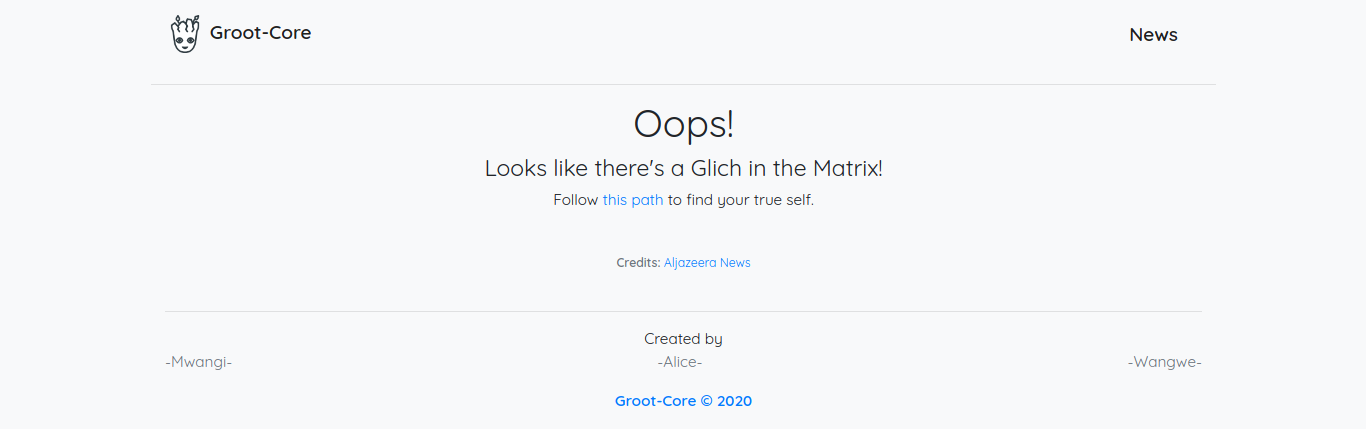 Groot-Core
News
Oops!
Looks like there's a Glich in the Matrix!
Follow this path to find your true self.
Credits: Aljazeera News
Created by
-Mwangi- -Alice- -Wangwe-
Groot-Core © 2020